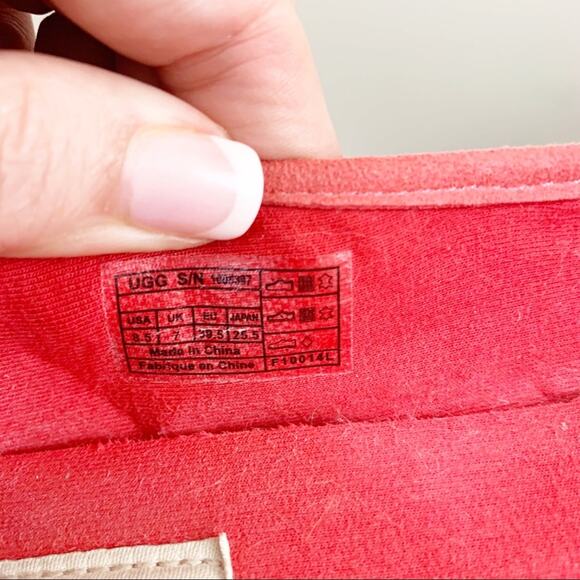 UGG S/N
USA UK EU JAPAN
8.5 7 39.5 25.5
Made in China
Fabriqué en Chine
F10014L